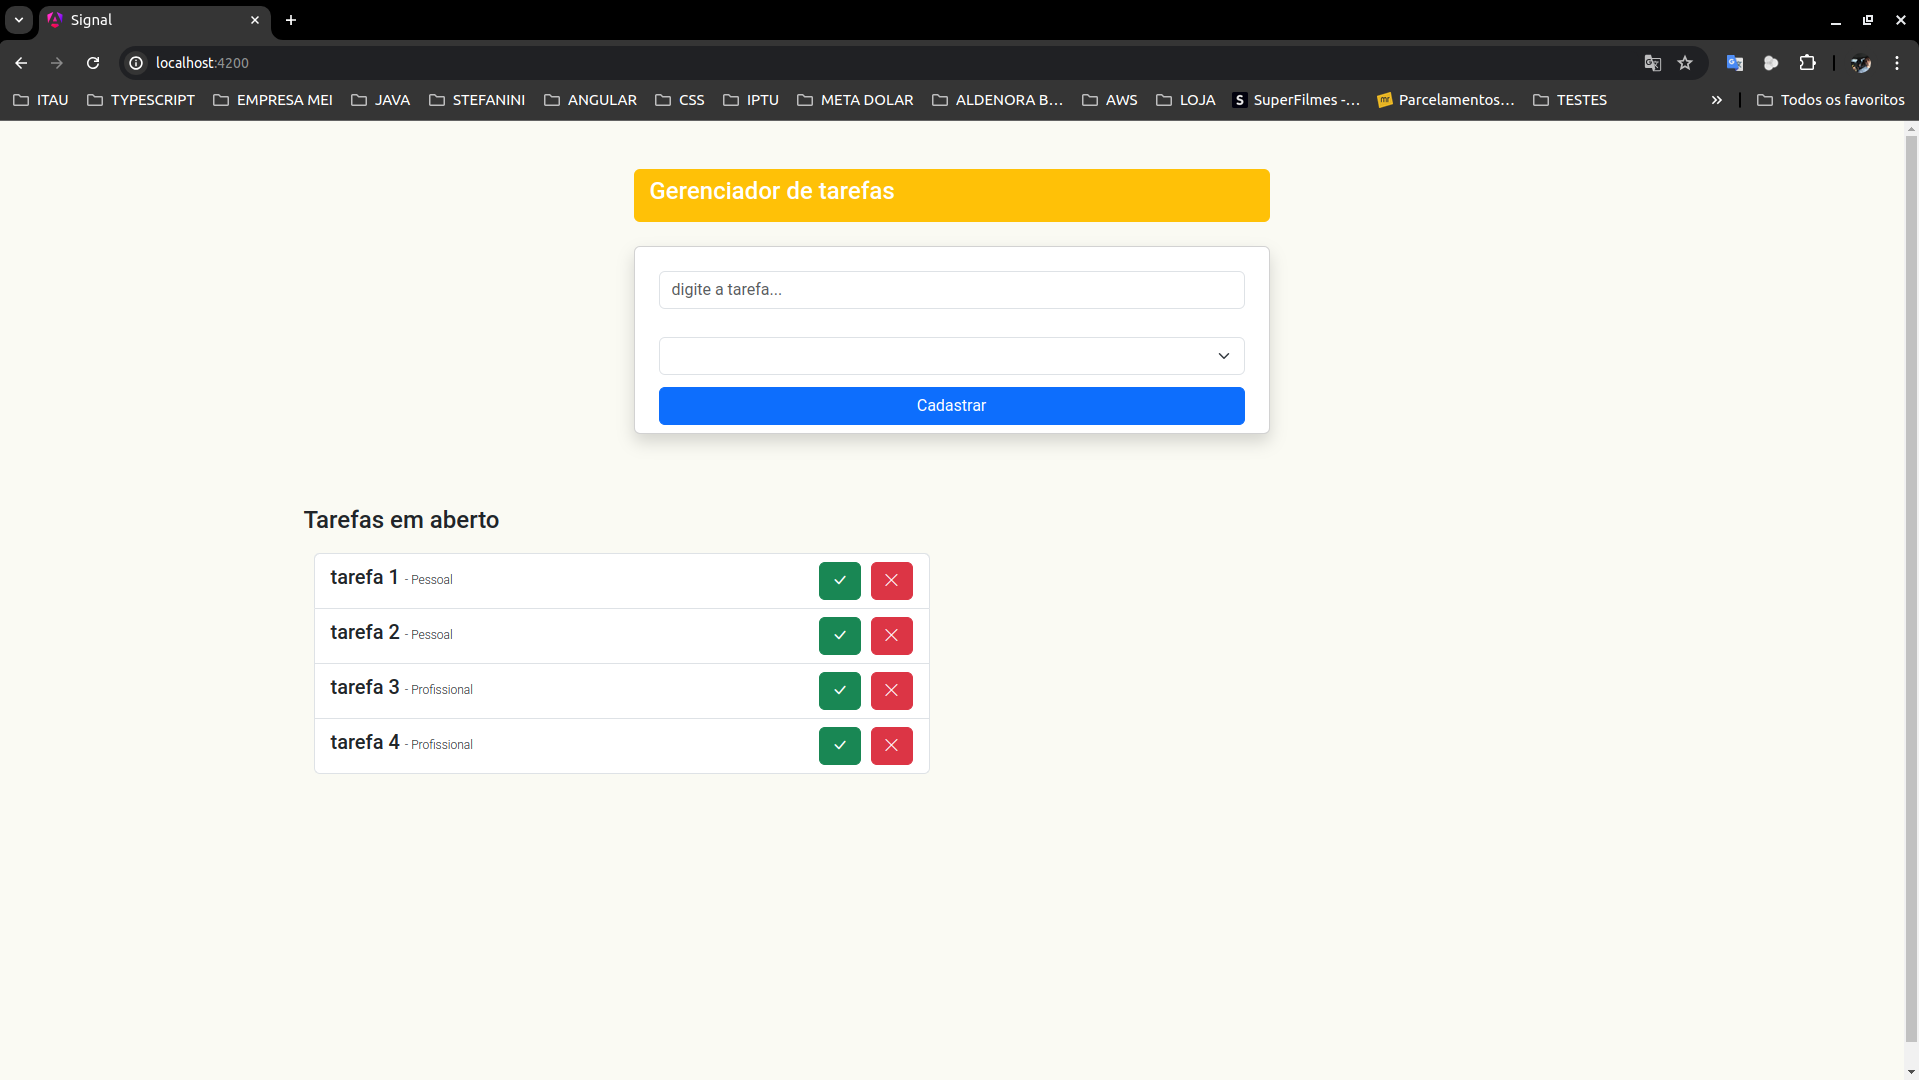 Signal
localhost:4200
ITAU TYPESCRIPT EMPRESA MEI JAVA STEFANINI ANGULAR CSS IPTU META DOLAR ALDENORA B... AWS LOJA S SuperFilmes -... mr Parcelamentos... TESTES » Todos os favoritos
Gerenciador de tarefas
digite a tarefa...
Cadastrar
Tarefas em aberto
tarefa 1 - Pessoal
tarefa 2 - Pessoal
tarefa 3 - Profissional
tarefa 4 - Profissional